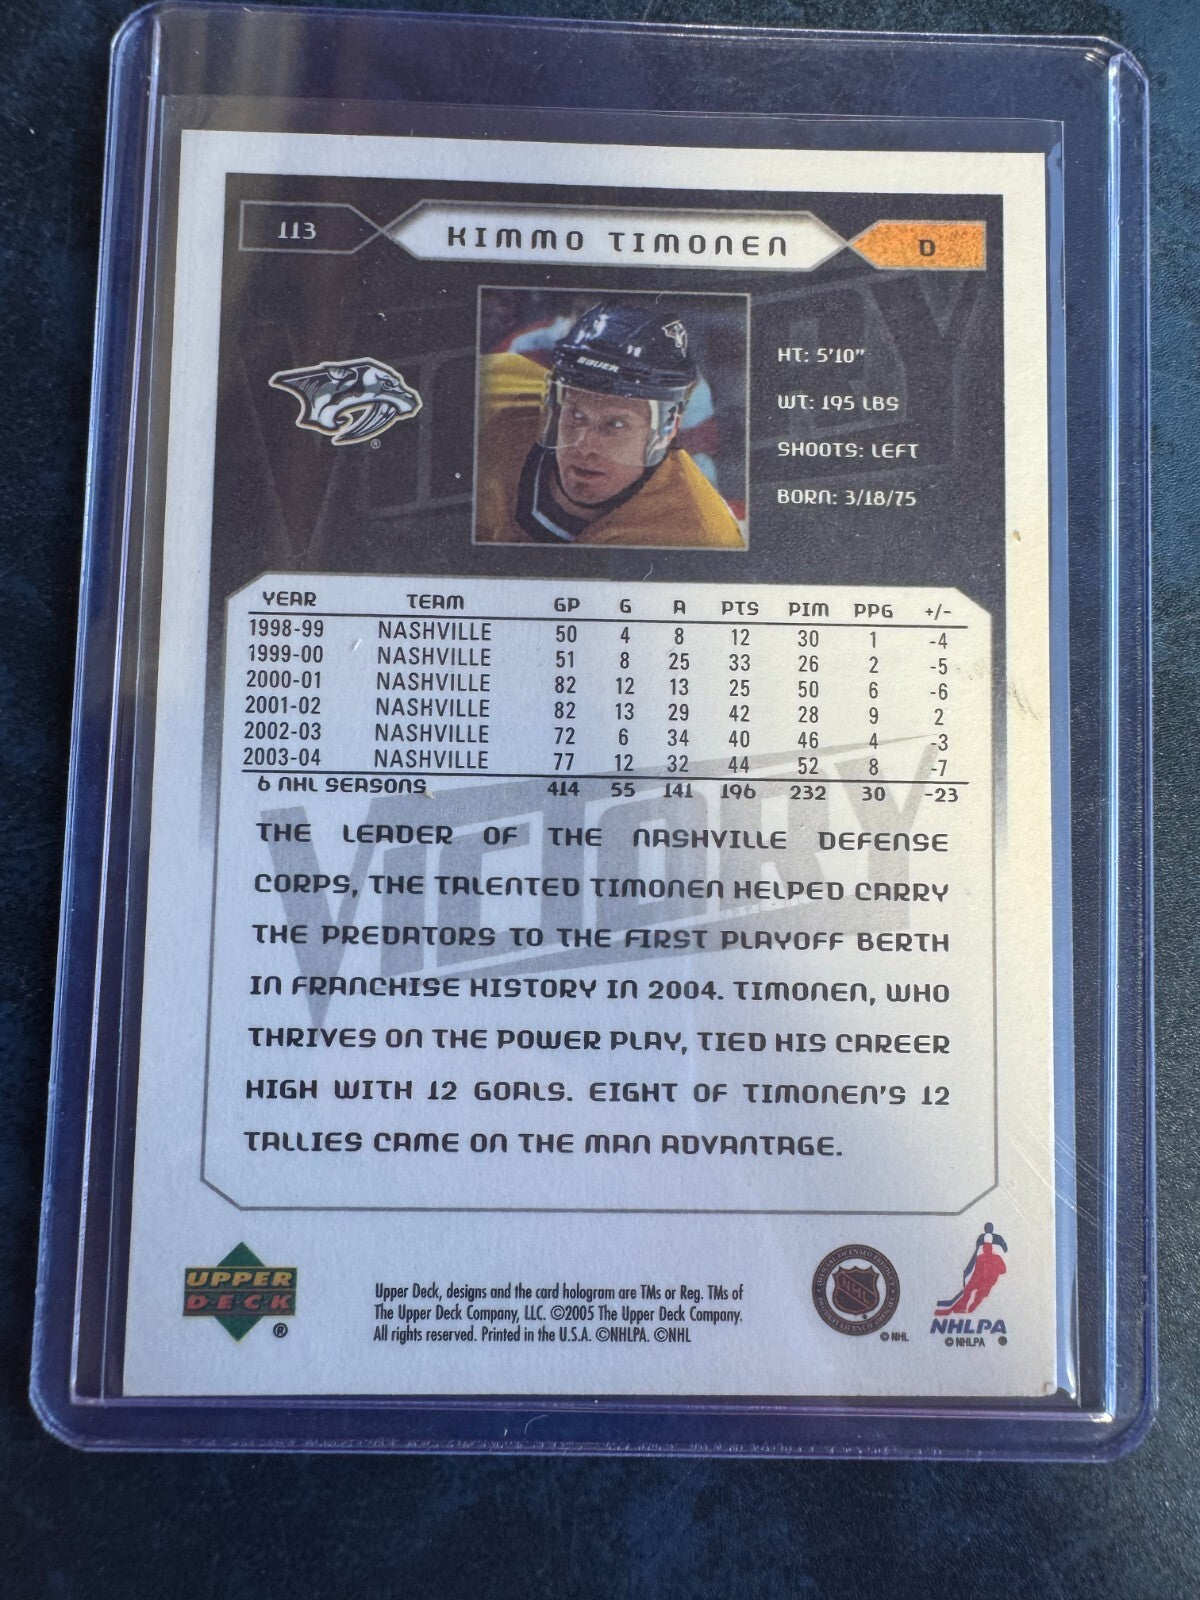 113
KIMMO TIMONEN
D
BAUER
HT: 5'10"
WT: 195 LBS
SHOOTS: LEFT
BORN: 3/18/75
VICTORY
YEAR TEAM GP G A PTS PIM PPG +/-
1998-99 NASHVILLE 50 4 8 12 30 1 -4
1999-00 NASHVILLE 51 8 25 33 26 2 -5
2000-01 NASHVILLE 82 12 13 25 50 6 -6
2001-02 NASHVILLE 82 13 29 42 28 9 2
2002-03 NASHVILLE 72 6 34 40 46 4 -3
2003-04 NASHVILLE 77 12 32 44 52 8 -7
6 NHL SEASONS 414 55 141 196 232 30 -23
VICTORY
THE LEADER OF THE NASHVILLE DEFENSE
CORPS, THE TALENTED TIMONEN HELPED CARRY
THE PREDATORS TO THE FIRST PLAYOFF BERTH
IN FRANCHISE HISTORY IN 2004. TIMONEN, WHO
THRIVES ON THE POWER PLAY, TIED HIS CAREER
HIGH WITH 12 GOALS. EIGHT OF TIMONEN'S 12
TALLIES CAME ON THE MAN ADVANTAGE.
UPPER
DECK
®
Upper Deck, designs and the card hologram are TMs or Reg. TMs of
The Upper Deck Company, LLC. ©2005 The Upper Deck Company.
All rights reserved. Printed in the U.S.A. ©NHLPA. ©NHL
NHL
© NHL
NHLPA
© NHLPA